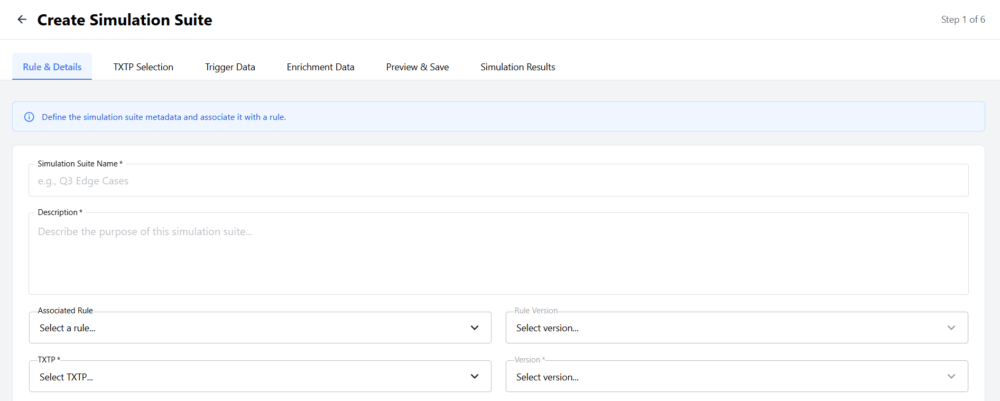 Create Simulation Suite
Step 1 of 6
Rule & Details
TXTP Selection
Trigger Data
Enrichment Data
Preview & Save
Simulation Results
Define the simulation suite metadata and associate it with a rule.
Simulation Suite Name *
e.g., Q3 Edge Cases
Description *
Describe the purpose of this simulation suite...
Associated Rule
Select a rule...
Rule Version
Select version...
TXTP *
Select TXTP...
Version *
Select version...